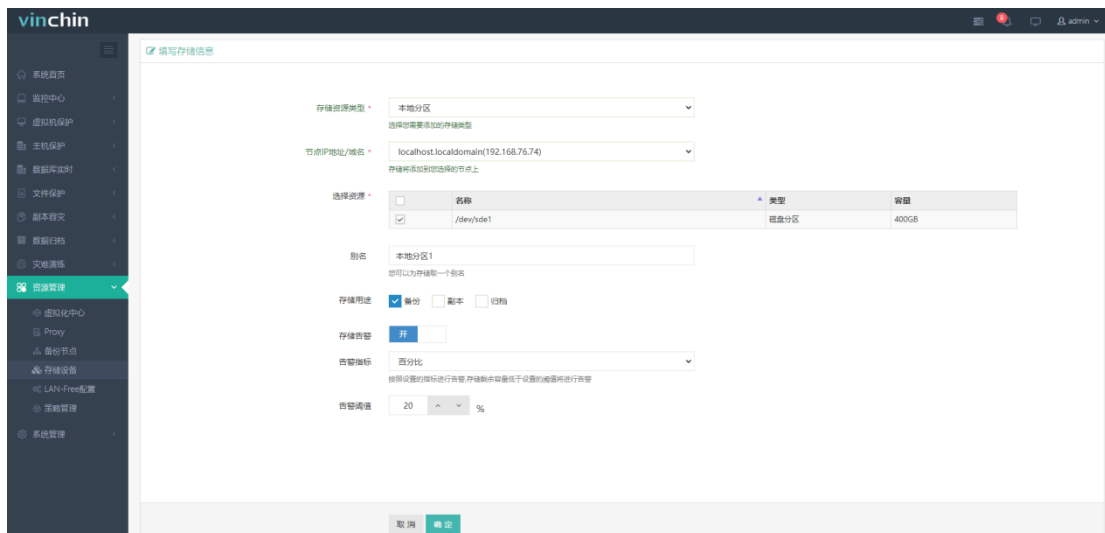 vinchin
8
admin
填写存储信息
系统首页
监控中心
虚拟机保护
主机保护
数据库实时
文件保护
副本容灾
数据归档
灾难演练
资源管理
虚拟化中心
Proxy
备份节点
存储设备
LAN-Free配置
策略管理
系统管理
存储资源类型 * 本地分区
选择您需要添加的存储类型
节点IP地址/域名 * localhost.localdomain(192.168.76.74)
存储将添加到您选择的节点上
选择资源 * 名称 类型 容量
/dev/sde1 磁盘分区 400GB
别名 本地分区1
您可以为存储取一个别名
存储用途 备份 副本 归档
存储告警 开
告警指标 百分比
按照设置的指标进行告警,存储剩余容量低于设置的阈值将进行告警
告警阈值 20 %
取消 确定